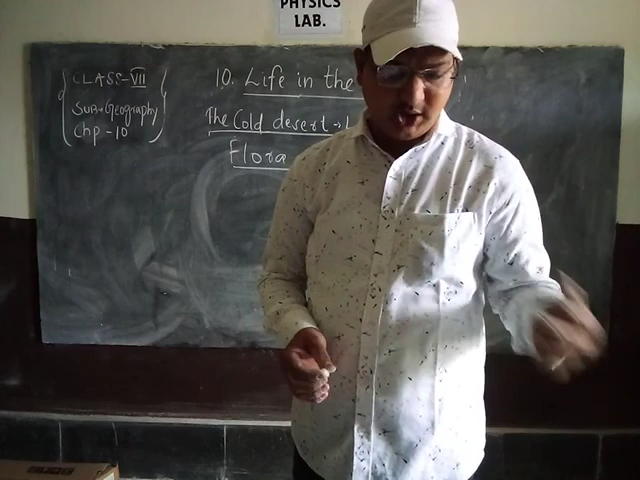 PHYSICS
LAB.
CLASS-VII
Sub→Geography
Chp-10
10. Life in the
The Cold desert→
Flora